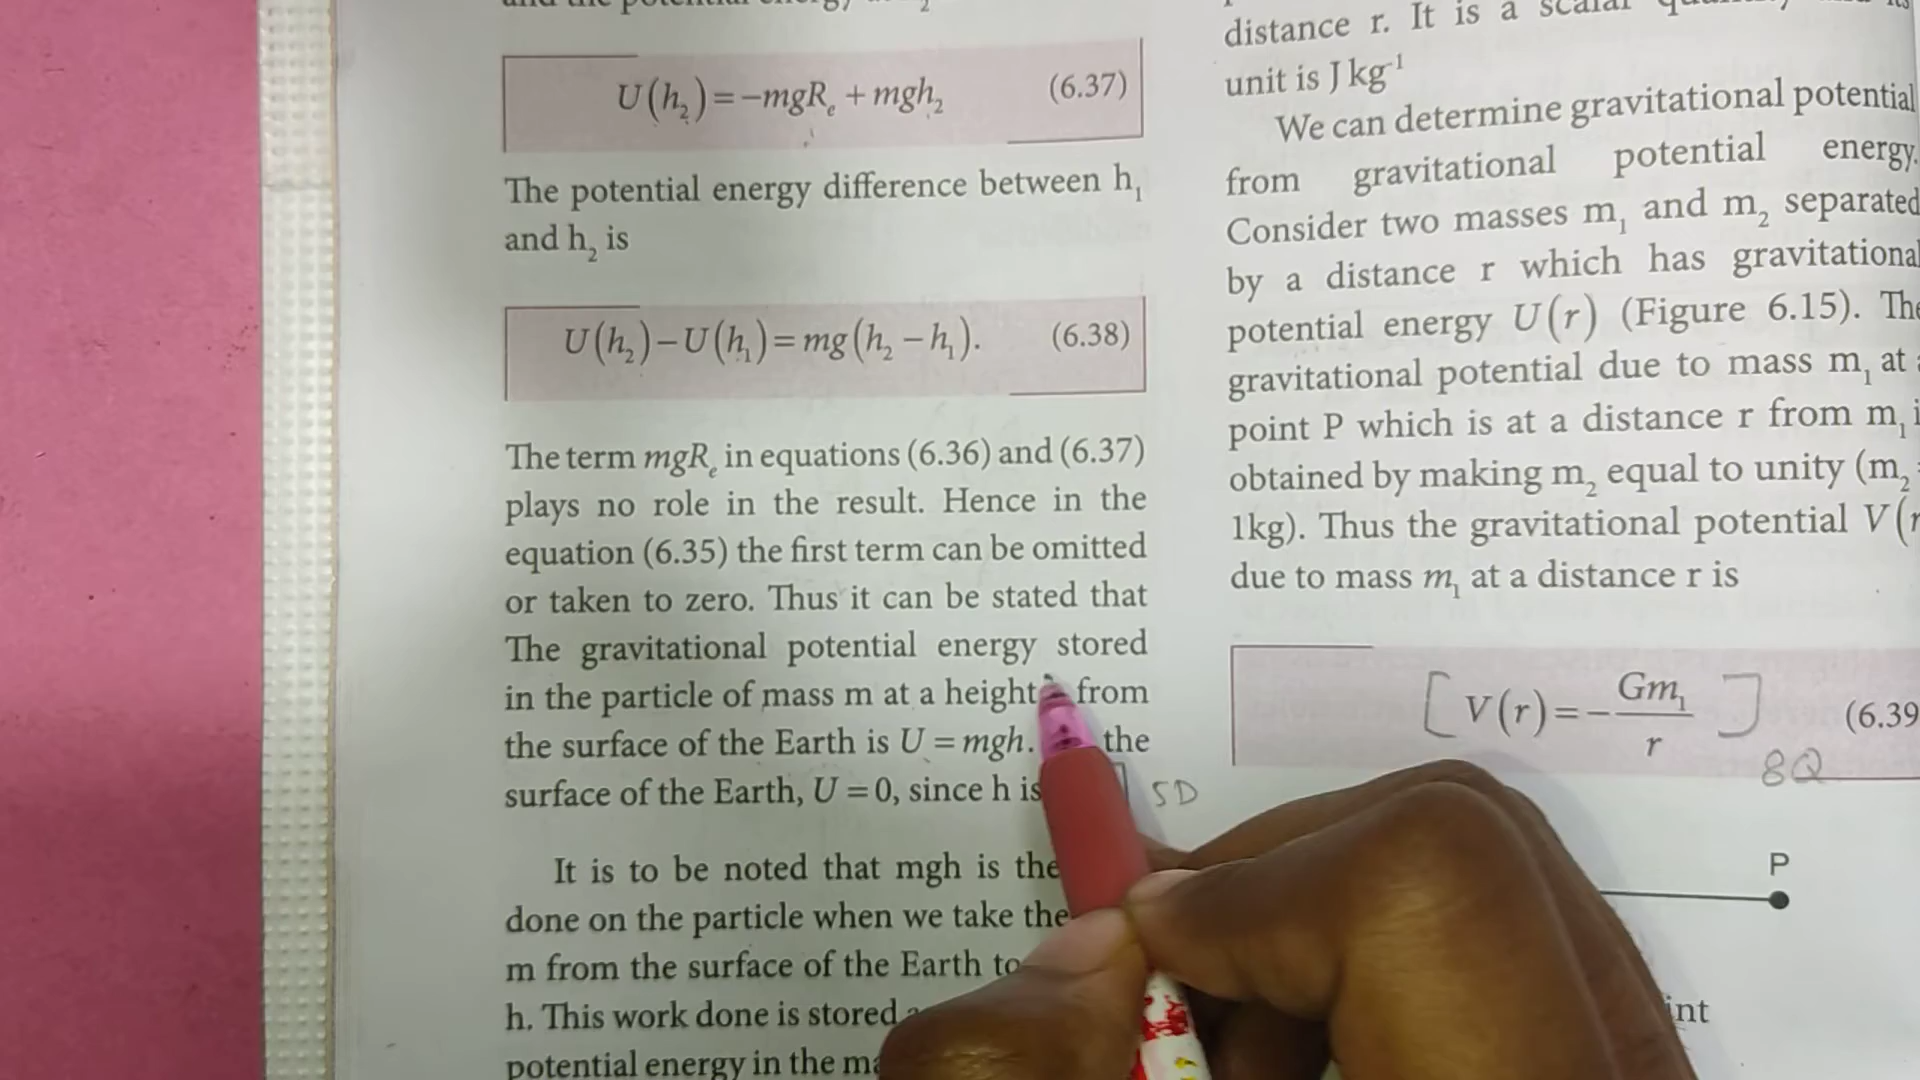 U(h₂) = −mgRₑ + mgh₂ (6.37)
The potential energy difference between h₁
and h₂ is
U(h₂) − U(h₁) = mg(h₂ − h₁). (6.38)
The term mgRₑ in equations (6.36) and (6.37)
plays no role in the result. Hence in the
equation (6.35) the first term can be omitted
or taken to zero. Thus it can be stated that
The gravitational potential energy stored
in the particle of mass m at a height from
the surface of the Earth is U = mgh. the
surface of the Earth, U = 0, since h is
5D
It is to be noted that mgh is the
done on the particle when we take the
m from the surface of the Earth to
h. This work done is stored
potential energy in the
distance r. It is a scalar
unit is J kg⁻¹
We can determine gravitational potential
from gravitational potential energy.
Consider two masses m₁ and m₂ separated
by a distance r which has gravitational
potential energy U(r) (Figure 6.15). The
gravitational potential due to mass m₁ at
point P which is at a distance r from m₁
obtained by making m₂ equal to unity (m₂
1kg). Thus the gravitational potential V(r
due to mass m₁ at a distance r is
[ V(r) = − Gm₁ / r ] (6.39
8Q
P